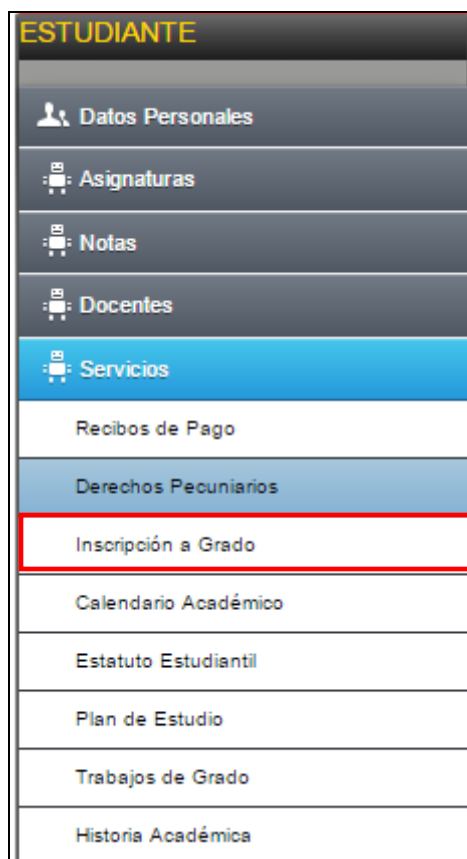 ESTUDIANTE
Datos Personales
Asignaturas
Notas
Docentes
Servicios
Recibos de Pago
Derechos Pecuniarios
Inscripción a Grado
Calendario Académico
Estatuto Estudiantil
Plan de Estudio
Trabajos de Grado
Historia Académica